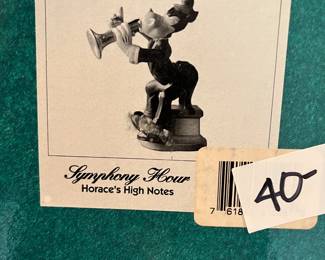 Symphony Hour
Horace's High Notes
40-
7 618